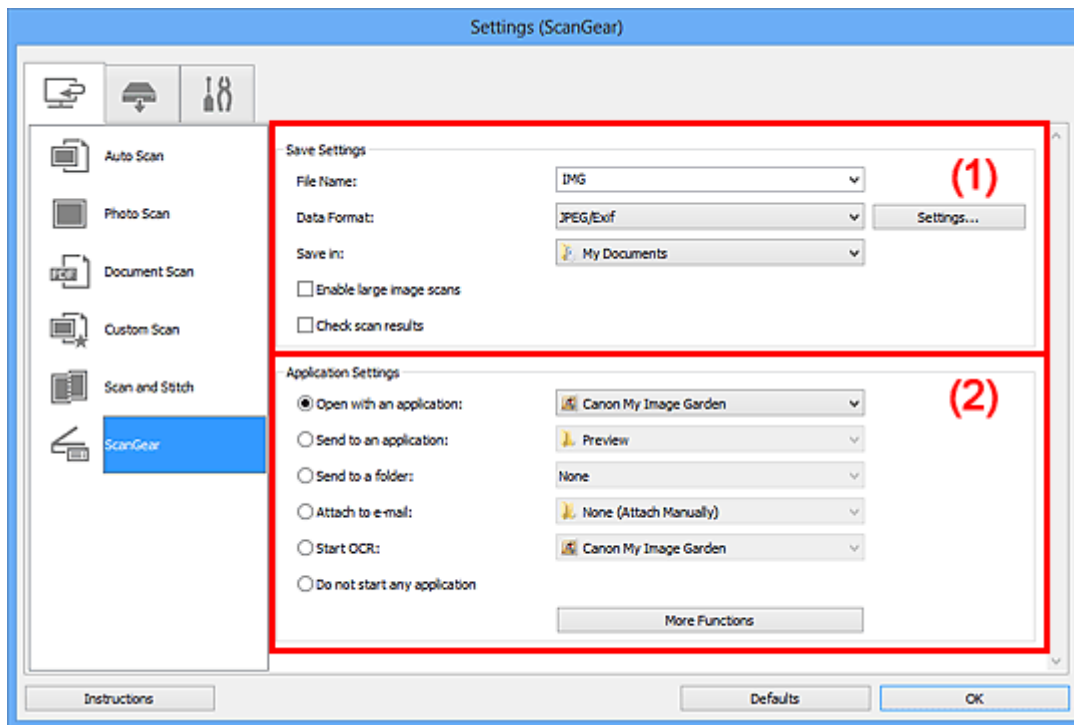 Settings (ScanGear)
Auto Scan
Photo Scan
Document Scan
Custom Scan
Scan and Stitch
ScanGear
Save Settings
(1)
File Name: IMG
Data Format: JPEG/Exif Settings...
Save in: My Documents
Enable large image scans
Check scan results
Application Settings
(2)
Open with an application: Canon My Image Garden
Send to an application: Preview
Send to a folder: None
Attach to e-mail: None (Attach Manually)
Start OCR: Canon My Image Garden
Do not start any application
More Functions
Instructions Defaults OK